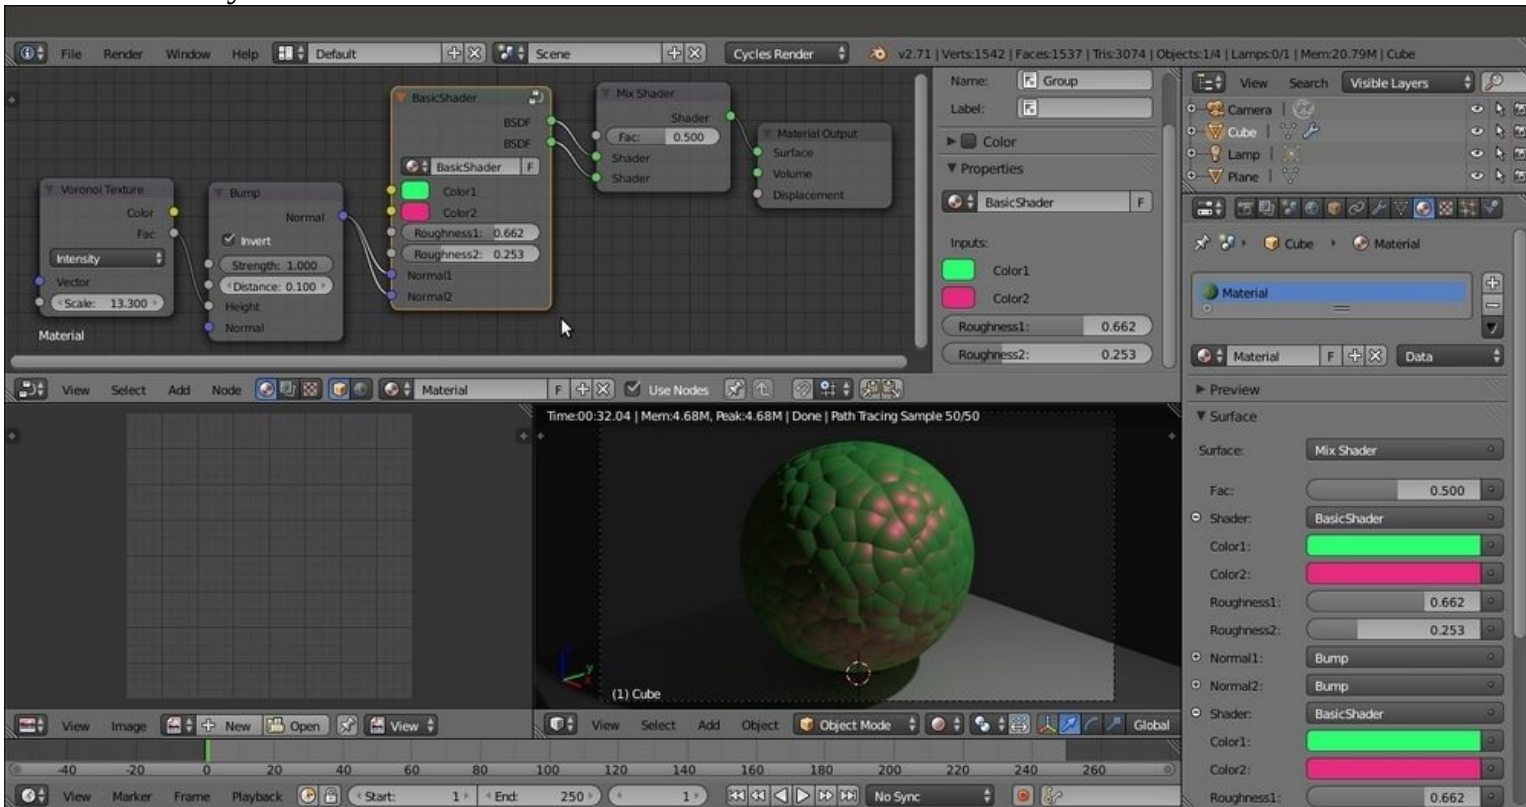 File Render Window Help Default Scene Cycles Render v2.71 | Verts:1542 | Faces:1537 | Tris:3074 | Objects:1/4 | Lamps:0/1 | Mem:20.79M | Cube
Voronoi Texture
Color
Fac
Intensity
Vector
Scale: 13.300
Material
Bump
Normal
Invert
Strength: 1.000
Distance: 0.100
Height
Normal
BasicShader
BSDF
BSDF
BasicShader F
Color1
Color2
Roughness1: 0.662
Roughness2: 0.253
Normal1
Normal2
Mix Shader
Shader
Fac: 0.500
Shader
Shader
Material Output
Surface
Volume
Displacement
Name: Group
Label:
Color
Properties
BasicShader F
Inputs:
Color1
Color2
Roughness1: 0.662
Roughness2: 0.253
View Search Visible Layers
Camera
Cube
Lamp
Plane
Cube Material
Material
Material F Data
Preview
Surface
Surface: Mix Shader
Fac: 0.500
Shader: BasicShader
Color1:
Color2:
Roughness1: 0.662
Roughness2: 0.253
Normal1: Bump
Normal2: Bump
Shader: BasicShader
Color1:
Color2:
Roughness1: 0.662
View Select Add Node Material F Use Nodes
Time:00:32.04 | Mem:4.68M, Peak:4.68M | Done | Path Tracing Sample 50/50
(1) Cube
View Image New Open View
View Select Add Object Object Mode Global
-40 -20 0 20 40 60 80 100 120 140 160 180 200 220 240 260
View Marker Frame Playback Start: 1 End: 250 1 No Sync